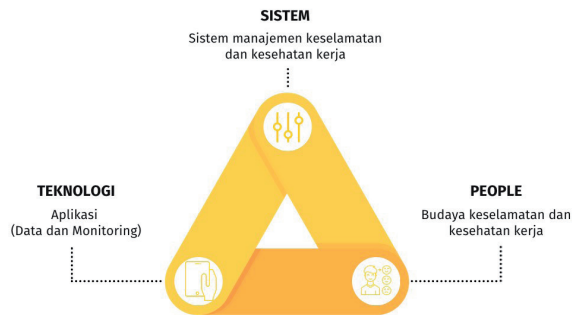 SISTEM
Sistem manajemen keselamatan
dan kesehatan kerja
TEKNOLOGI
Aplikasi
(Data dan Monitoring)
PEOPLE
Budaya keselamatan dan
kesehatan kerja